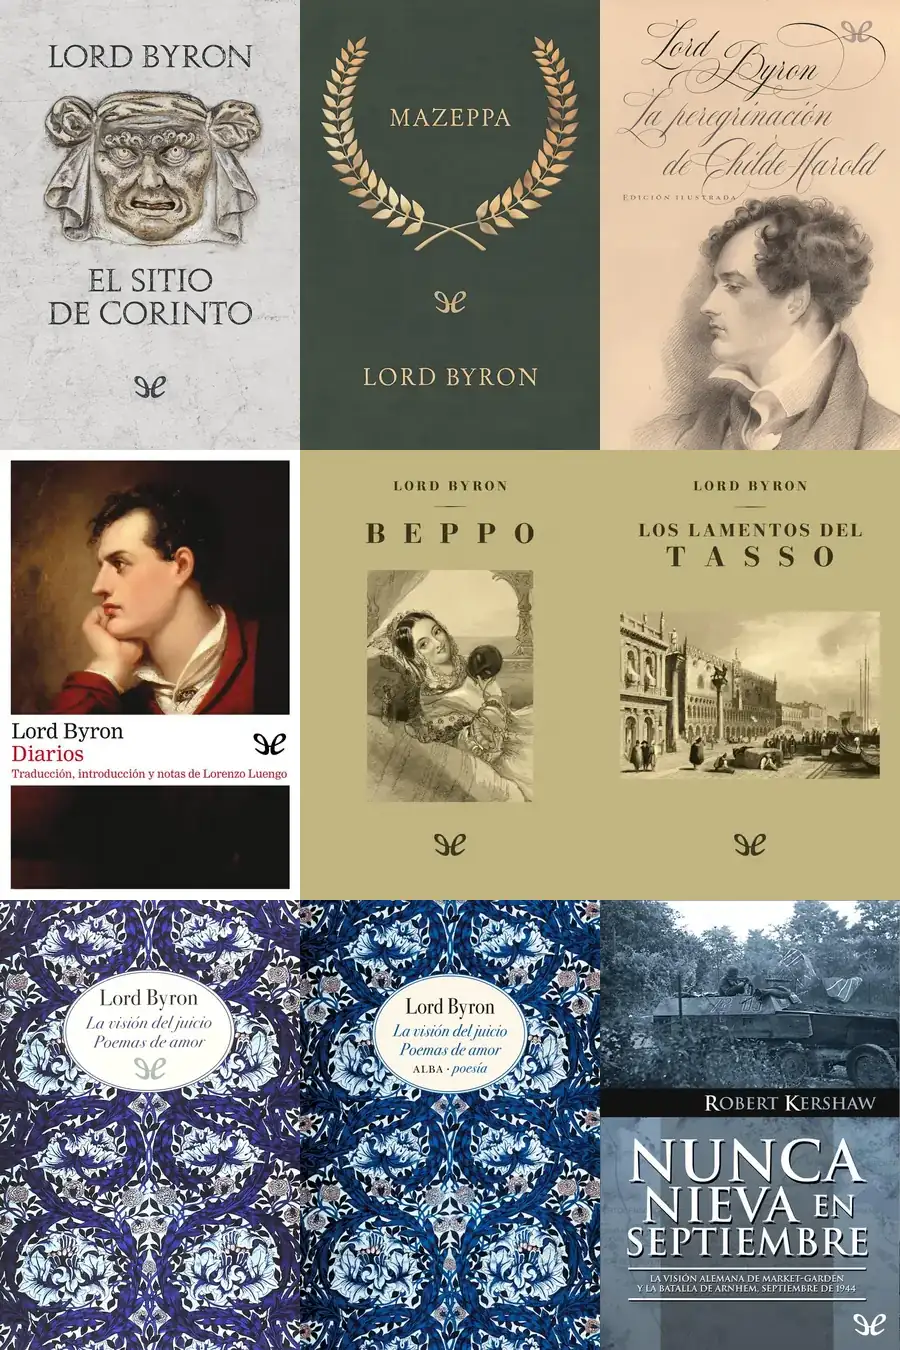 LORD BYRON
EL SITIO
DE CORINTO
MAZEPPA
LORD BYRON
Lord Byron
La peregrinación
de Childe Harold
EDICIÓN ILUSTRADA
Lord Byron
Diarios
Traducción, introducción y notas de Lorenzo Luengo
LORD BYRON
BEPPO
LORD BYRON
LOS LAMENTOS DEL
TASSO
Lord Byron
La visión del juicio
Poemas de amor
Lord Byron
La visión del juicio
Poemas de amor
ALBA · poesía
ROBERT KERSHAW
NUNCA
NIEVA EN
SEPTIEMBRE
LA VISIÓN ALEMANA DE MARKET-GARDEN
Y LA BATALLA DE ARNHEM, SEPTIEMBRE DE 1944